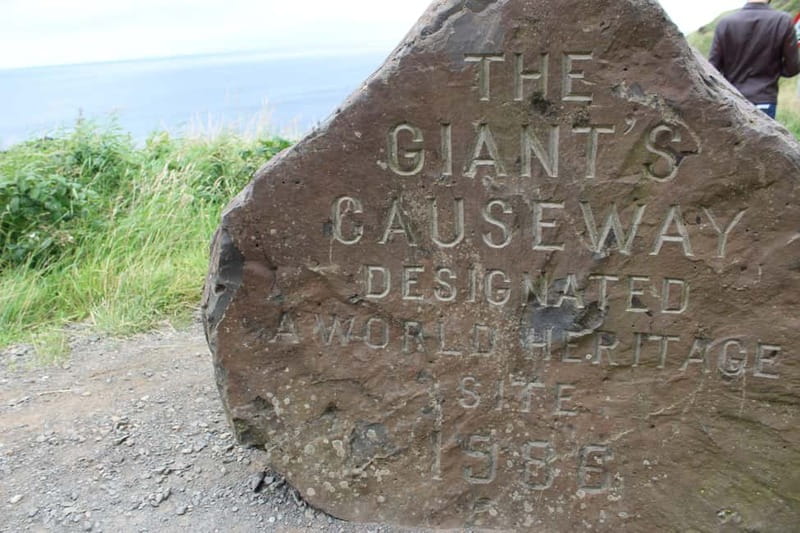 THE
GIANT'S
CAUSEWAY
DESIGNATED
A WORLD HERITAGE
SITE
1986